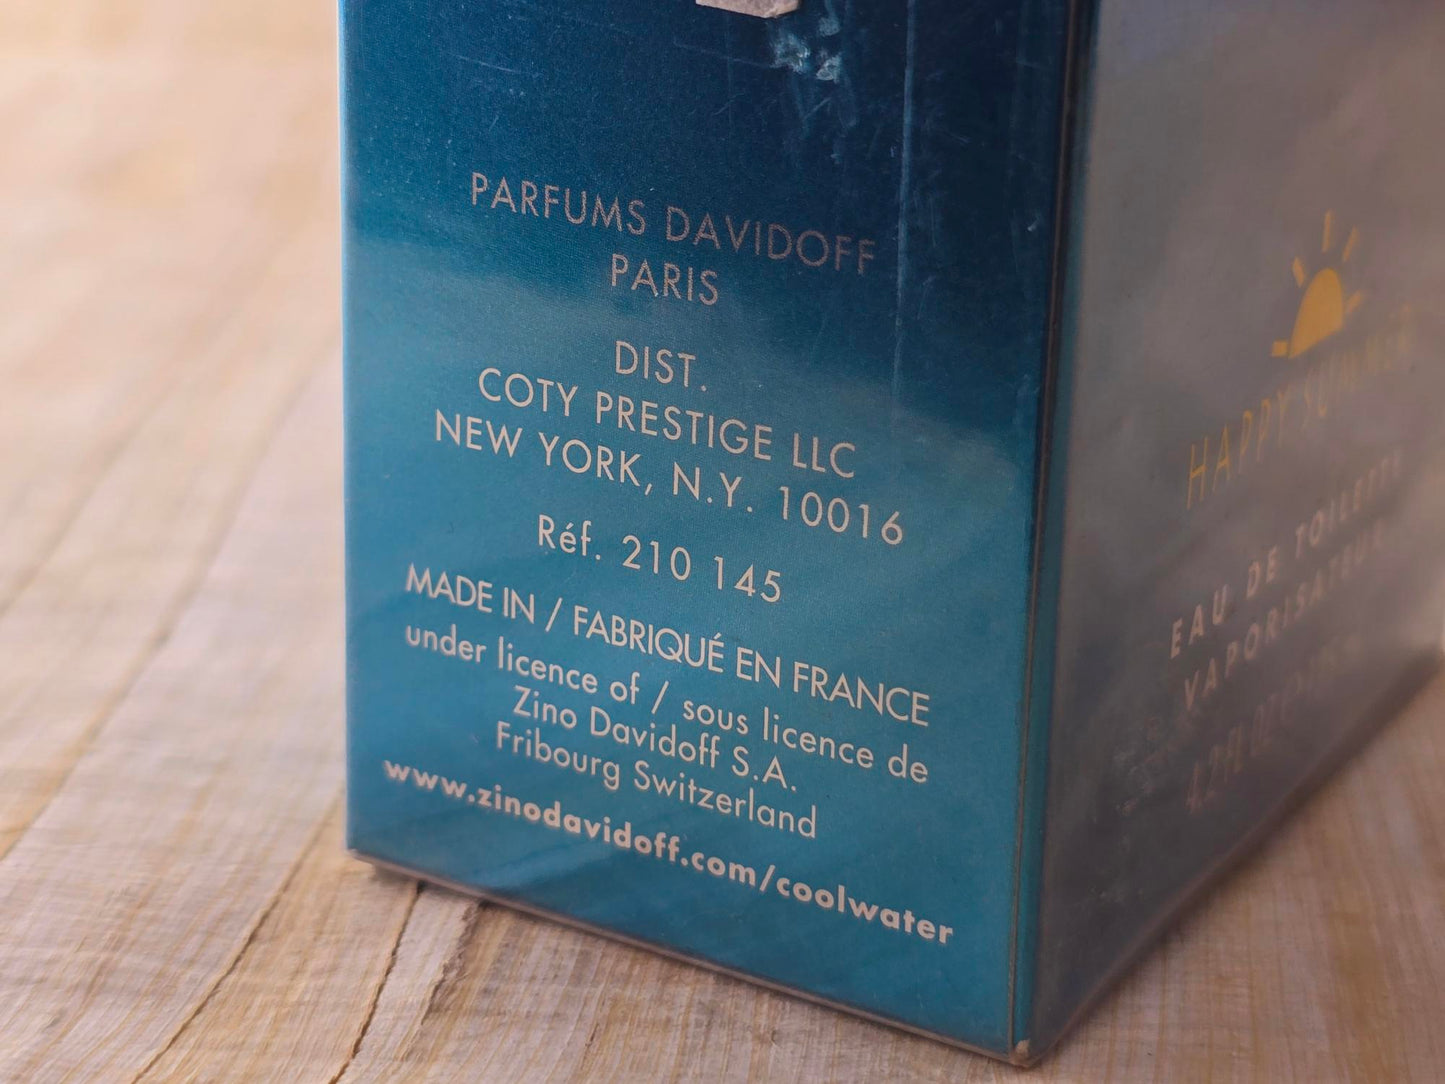 PARFUMS DAVIDOFF
PARIS
DIST.
COTY PRESTIGE LLC
NEW YORK, N.Y. 10016
Réf. 210 145
MADE IN / FABRIQUÉ EN FRANCE
under licence of / sous licence de
Zino Davidoff S.A.
Fribourg Switzerland
www.zinodavidoff.com/coolwater
HAPPY SUMMER
EAU DE TOILETTE
VAPORISATEUR